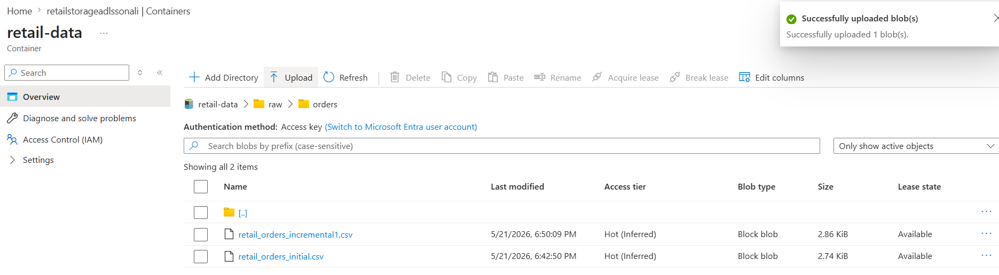 Home > retailstorageadlssonali | Containers
Successfully uploaded blob(s)
Successfully uploaded 1 blob(s).
retail-data ...
Container
Search
Add Directory Upload Refresh Delete Copy Paste Rename Acquire lease Break lease Edit columns
Overview
Diagnose and solve problems
Access Control (IAM)
Settings
retail-data > raw > orders
Authentication method: Access key (Switch to Microsoft Entra user account)
Search blobs by prefix (case-sensitive) Only show active objects
Showing all 2 items
Name Last modified Access tier Blob type Size Lease state
[..] ...
retail_orders_incremental1.csv 5/21/2026, 6:50:09 PM Hot (Inferred) Block blob 2.86 KiB Available ...
retail_orders_initial.csv 5/21/2026, 6:42:50 PM Hot (Inferred) Block blob 2.74 KiB Available ...